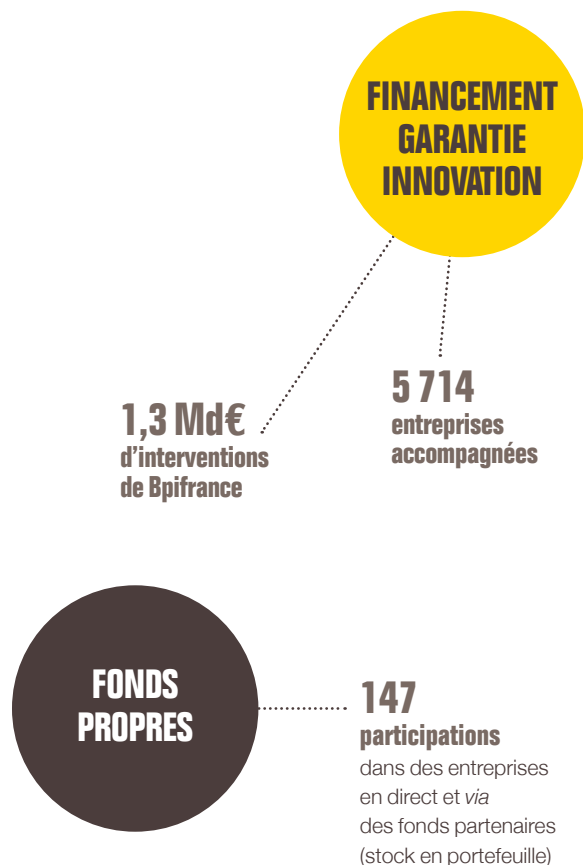 FINANCEMENT
GARANTIE
INNOVATION
1,3 Md€
d'interventions
de Bpifrance
5 714
entreprises
accompagnées
FONDS
PROPRES
147
participations
dans des entreprises
en direct et via
des fonds partenaires
(stock en portefeuille)